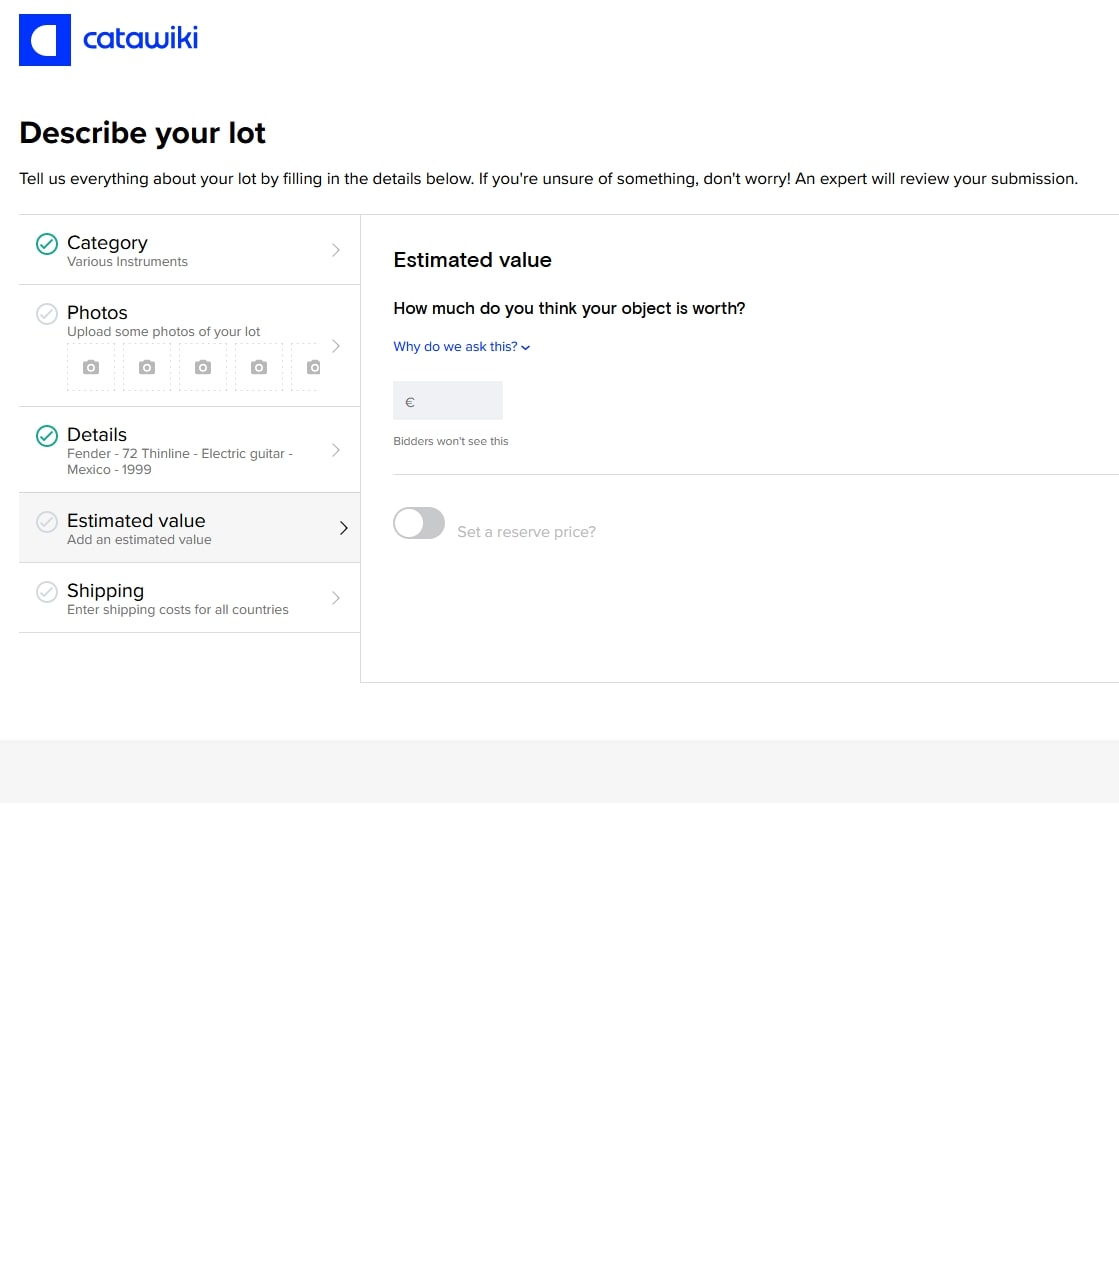 catawiki
Describe your lot
Tell us everything about your lot by filling in the details below. If you're unsure of something, don't worry! An expert will review your submission.
Category
Various Instruments
Photos
Upload some photos of your lot
Details
Fender - 72 Thinline - Electric guitar -
Mexico - 1999
Estimated value
Add an estimated value
Shipping
Enter shipping costs for all countries
Estimated value
How much do you think your object is worth?
Why do we ask this?
€
Bidders won't see this
Set a reserve price?